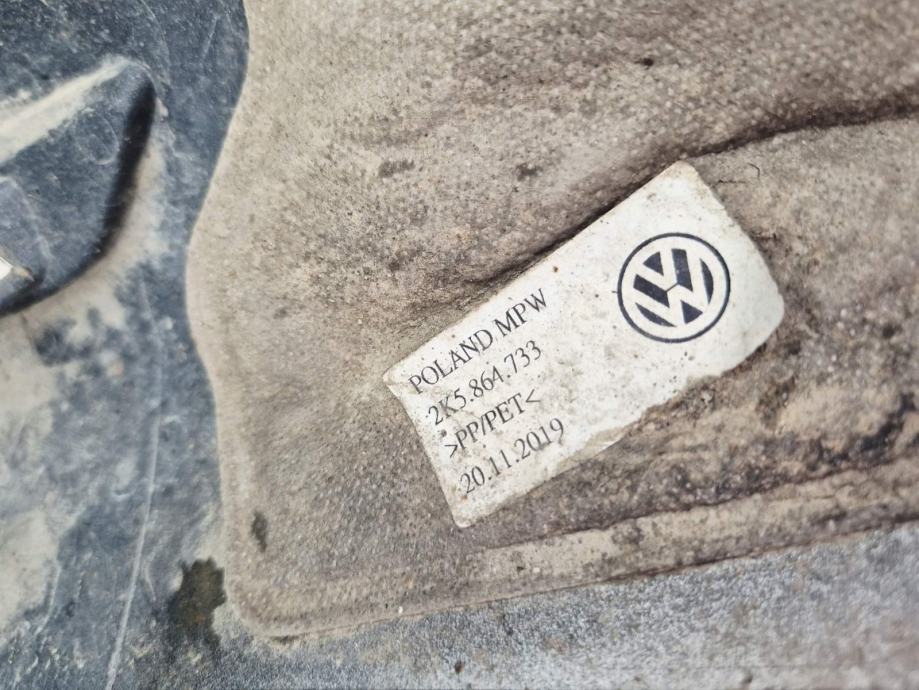 POLAND MPW
2K5.864.733
>PP/PET<
20.11.2019